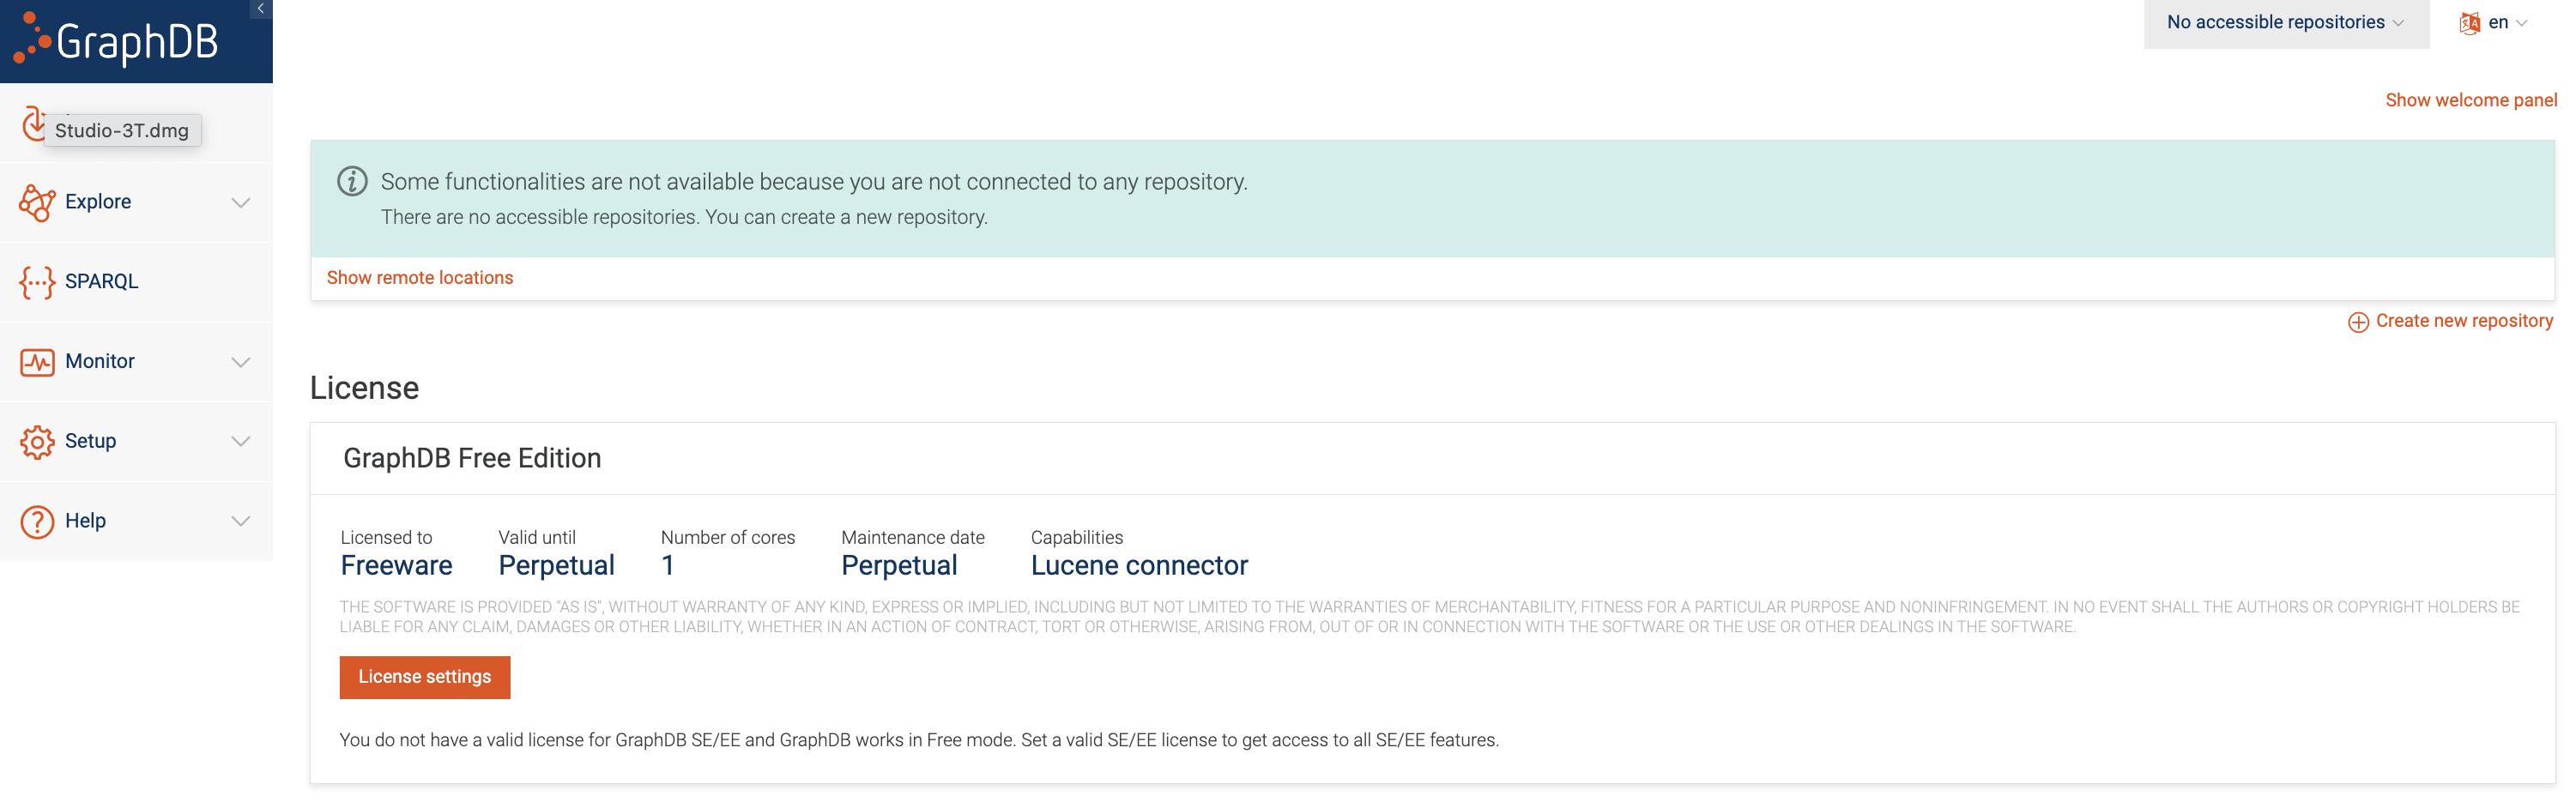 GraphDB
No accessible repositories
en
Show welcome panel
Studio-3T.dmg
Some functionalities are not available because you are not connected to any repository.
There are no accessible repositories. You can create a new repository.
Explore
Show remote locations
SPARQL
Create new repository
Monitor
License
Setup
GraphDB Free Edition
Help
Licensed to
Freeware
Valid until
Perpetual
Number of cores
1
Maintenance date
Perpetual
Capabilities
Lucene connector
THE SOFTWARE IS PROVIDED "AS IS", WITHOUT WARRANTY OF ANY KIND, EXPRESS OR IMPLIED, INCLUDING BUT NOT LIMITED TO THE WARRANTIES OF MERCHANTABILITY, FITNESS FOR A PARTICULAR PURPOSE AND NONINFRINGEMENT. IN NO EVENT SHALL THE AUTHORS OR COPYRIGHT HOLDERS BE
LIABLE FOR ANY CLAIM, DAMAGES OR OTHER LIABILITY, WHETHER IN AN ACTION OF CONTRACT, TORT OR OTHERWISE, ARISING FROM, OUT OF OR IN CONNECTION WITH THE SOFTWARE OR THE USE OR OTHER DEALINGS IN THE SOFTWARE.
License settings
You do not have a valid license for GraphDB SE/EE and GraphDB works in Free mode. Set a valid SE/EE license to get access to all SE/EE features.